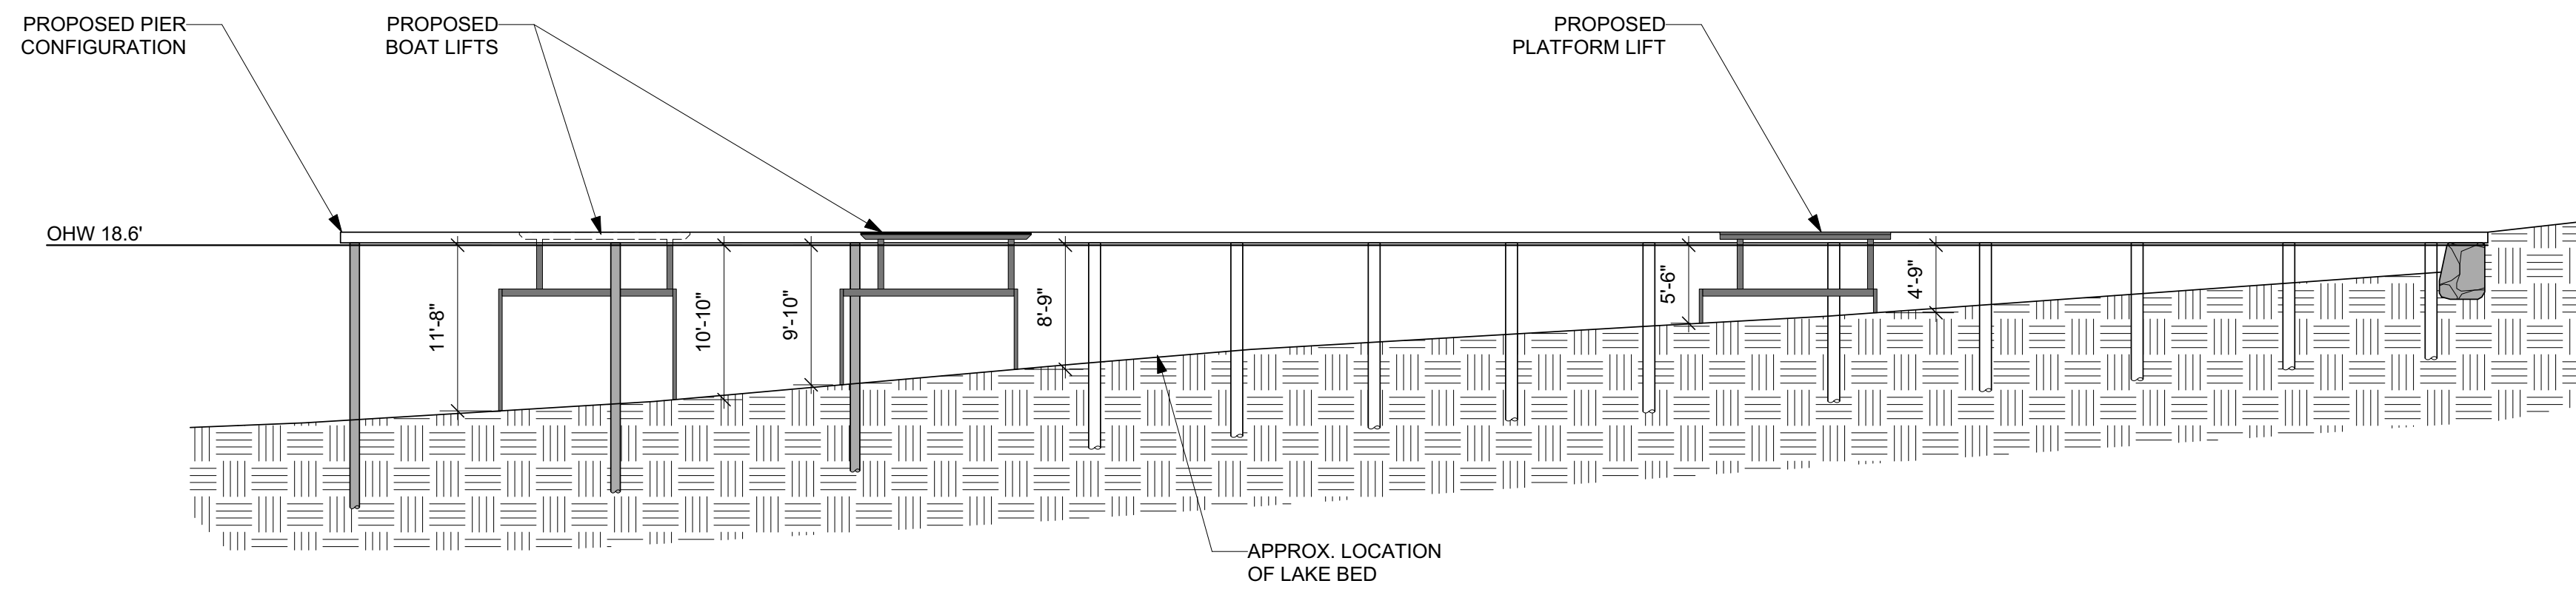 PROPOSED PIER
CONFIGURATION
PROPOSED
BOAT LIFTS
PROPOSED
PLATFORM LIFT
OHW 18.6'
11'-8"
10'-10"
9'-10"
8'-9"
5'-6"
4'-9"
APPROX. LOCATION
OF LAKE BED